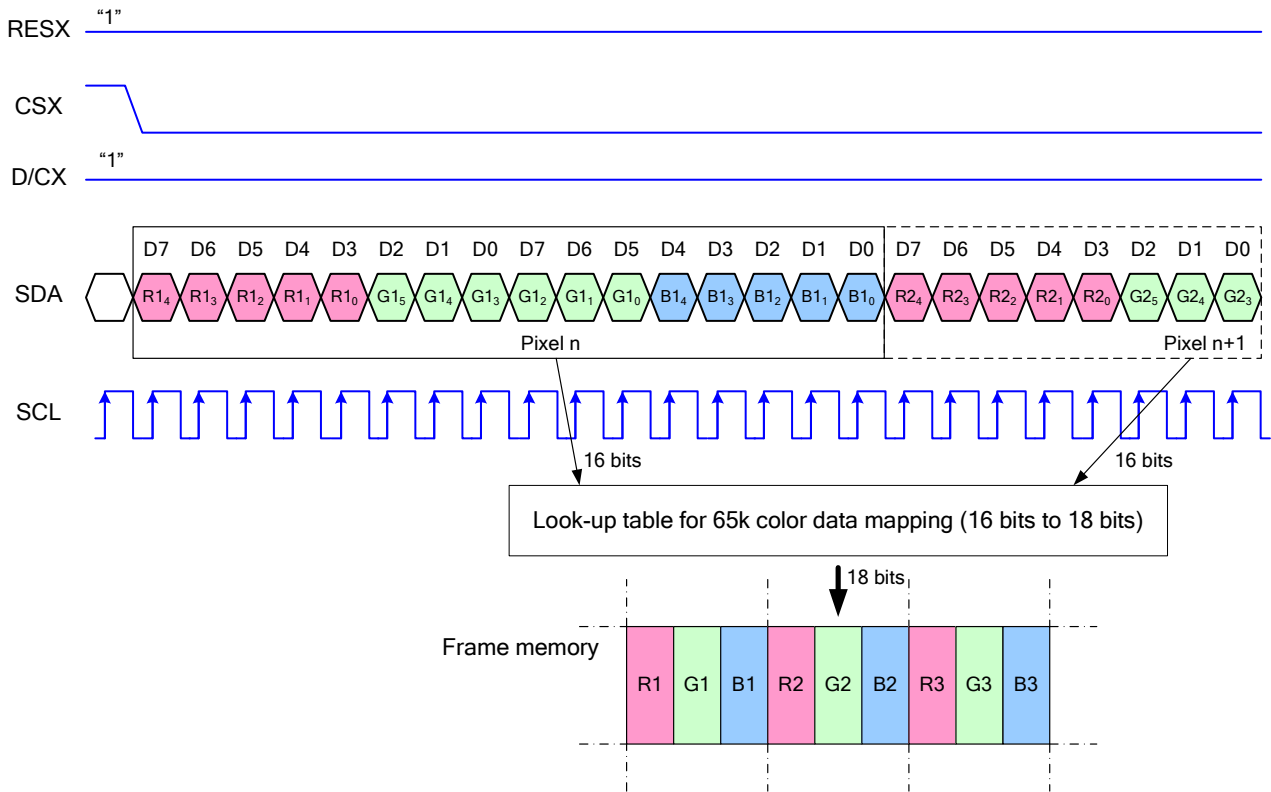 RESX “1”
CSX
D/CX “1”
D7 D6 D5 D4 D3 D2 D1 D0 D7 D6 D5 D4 D3 D2 D1 D0 D7 D6 D5 D4 D3 D2 D1 D0
SDA R1₄ R1₃ R1₂ R1₁ R1₀ G1₅ G1₄ G1₃ G1₂ G1₁ G1₀ B1₄ B1₃ B1₂ B1₁ B1₀ R2₄ R2₃ R2₂ R2₁ R2₀ G2₅ G2₄ G2₃
Pixel n Pixel n+1
SCL
16 bits 16 bits
Look-up table for 65k color data mapping (16 bits to 18 bits)
18 bits
Frame memory
R1 G1 B1 R2 G2 B2 R3 G3 B3